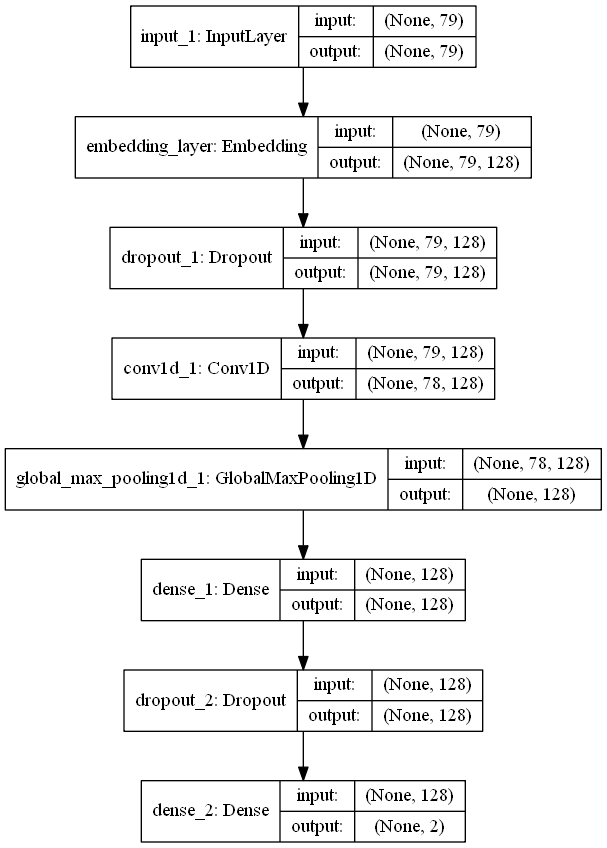 input_1: InputLayer
input: (None, 79)
output: (None, 79)
embedding_layer: Embedding
input: (None, 79)
output: (None, 79, 128)
dropout_1: Dropout
input: (None, 79, 128)
output: (None, 79, 128)
conv1d_1: Conv1D
input: (None, 79, 128)
output: (None, 78, 128)
global_max_pooling1d_1: GlobalMaxPooling1D
input: (None, 78, 128)
output: (None, 128)
dense_1: Dense
input: (None, 128)
output: (None, 128)
dropout_2: Dropout
input: (None, 128)
output: (None, 128)
dense_2: Dense
input: (None, 128)
output: (None, 2)